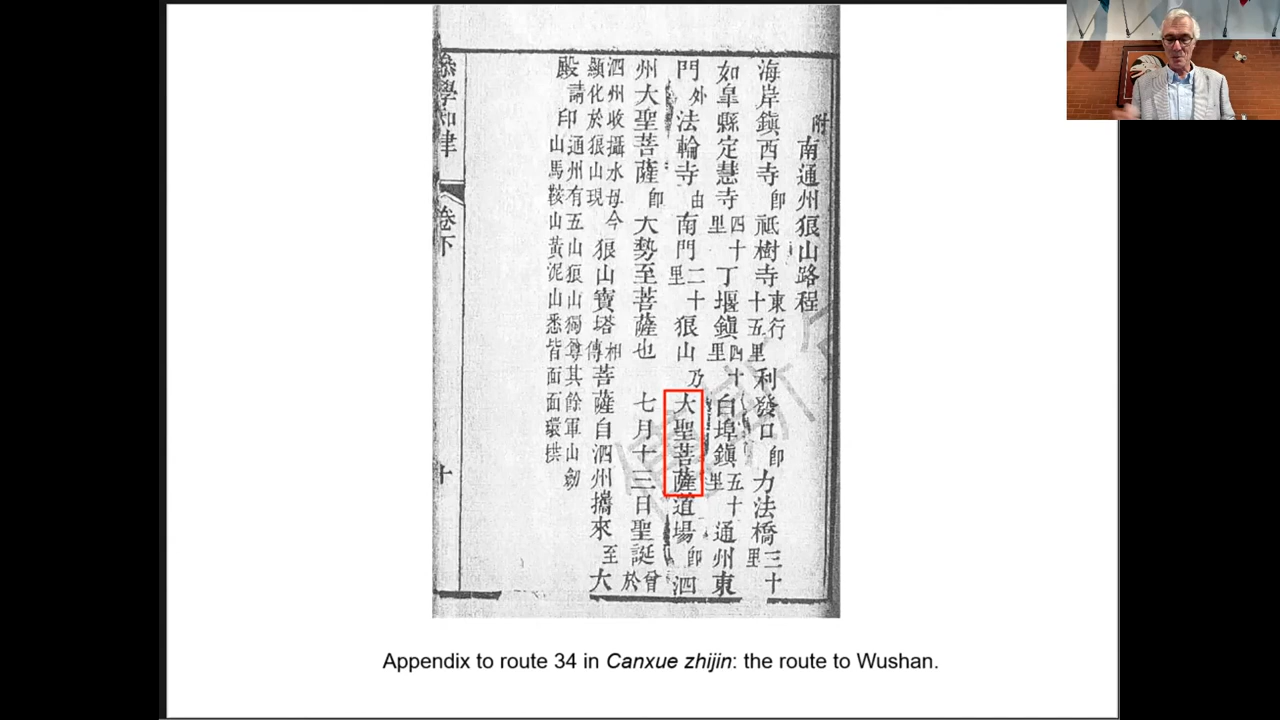 附南通州狼山路程
海岸鎮西寺即祗樹寺東行十五里利發口即力法橋三十里
如臯縣定慧寺四十里丁堰鎮四十里白埠鎮五十里通州東
門外法輪寺由南門二十里狼山乃大聖菩薩道場即泗
州大聖菩薩即大勢至菩薩也七月十三日聖誕曾於
泗州收攝水母今顯化於狼山現狼山寶塔相傳菩薩自泗州攜來至大
殿請印通州有五山狼山獨尊其餘軍山劍山馬鞍山黃泥山悉皆面面環拱
叅學知津 卷下 十
Appendix to route 34 in Canxue zhijin: the route to Wushan.